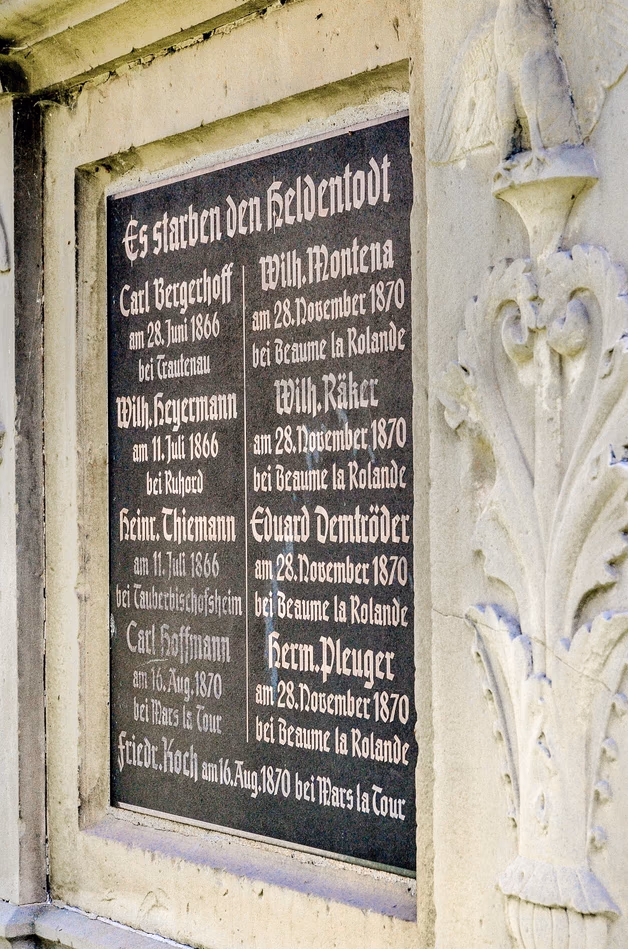 Es starben den Heldentodt
Carl Bergerhoff
am 28. Juni 1866
bei Trautenau
Wilh. Heyermann
am 11. Juli 1866
bei Ruhord
Heinr. Thiemann
am 11. Juli 1866
bei Tauberbischofsheim
Carl Hoffmann
am 16. Aug. 1870
bei Mars la Tour
Wilh. Montena
am 28. November 1870
bei Beaume la Rolande
Wilh. Räker
am 28. November 1870
bei Beaume la Rolande
Eduard Demtröder
am 28. November 1870
bei Beaume la Rolande
Herm. Pleuger
am 28. November 1870
bei Beaume la Rolande
Friedr. Koch am 16. Aug. 1870 bei Mars la Tour